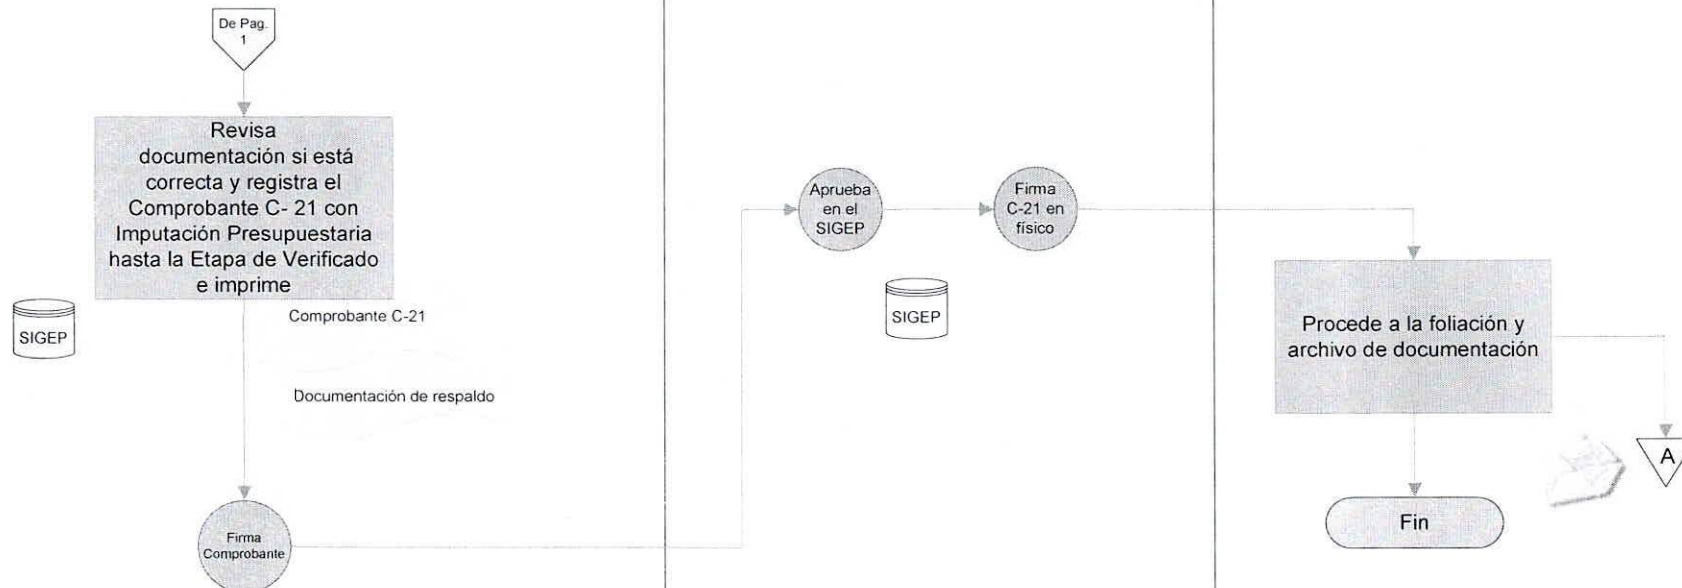 De Pag.
1
Revisa
documentación si está
correcta y registra el
Comprobante C- 21 con
Imputación Presupuestaria
hasta la Etapa de Verificado
e imprime
SIGEP
Comprobante C-21
Documentación de respaldo
Firma
Comprobante
Aprueba
en el
SIGEP
Firma
C-21 en
físico
SIGEP
Procede a la foliación y
archivo de documentación
A
Fin